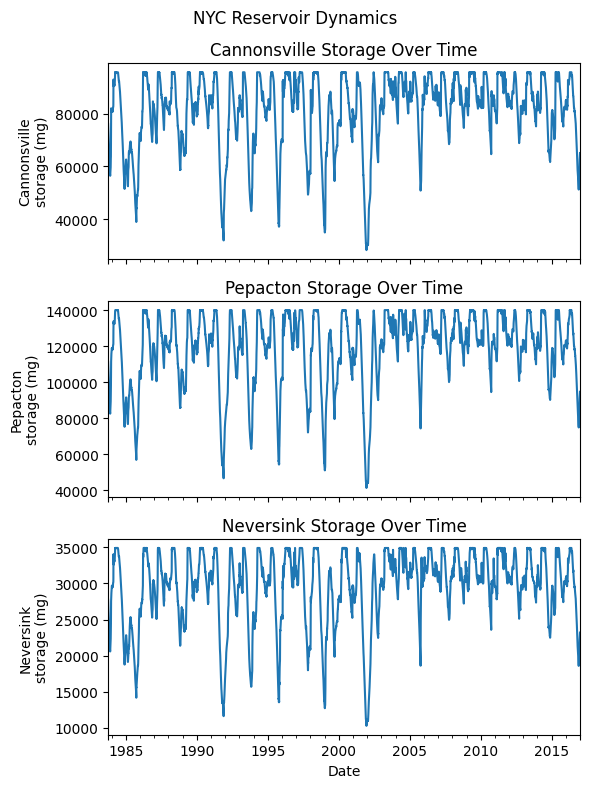 NYC Reservoir Dynamics
Cannonsville Storage Over Time
Cannonsville
storage (mg)
80000
60000
40000
Pepacton Storage Over Time
Pepacton
storage (mg)
140000
120000
100000
80000
60000
40000
Neversink Storage Over Time
Neversink
storage (mg)
35000
30000
25000
20000
15000
10000
1985 1990 1995 2000 2005 2010 2015
Date